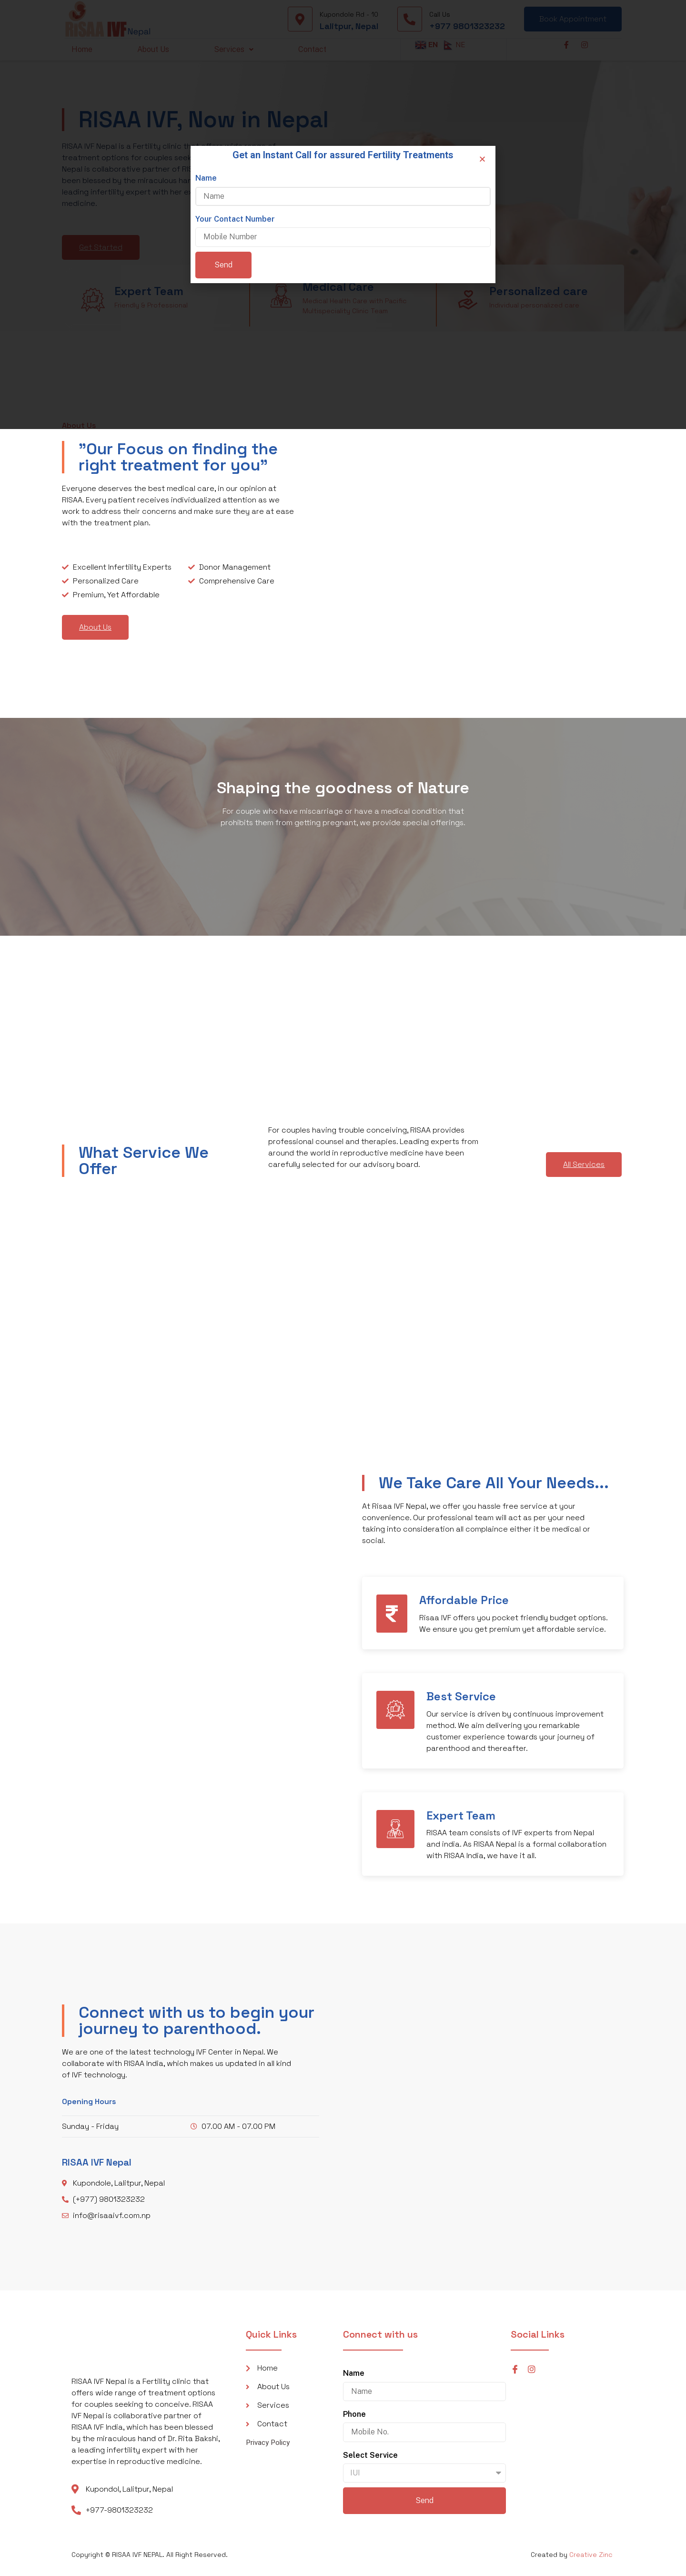 RISAA IVF Nepal
Kupondole Rd - 10
Lalitpur, Nepal
Call Us
+977 9801323232
Book Appointment
Home
About Us
Services
Contact
EN
NE
RISAA IVF, Now in Nepal
RISAA IVF Nepal is a Fertility clinic th
treatment options for couples see
Nepal is collaborative partner of RI
been blessed by the miraculous han
leading infertility expert with her e
medicine.
Get Started
Get an Instant Call for assured Fertility Treatments
×
Name
Name
Your Contact Number
Mobile Number
Send
Expert Team
Friendly & Professional
Medical Care
Personalized care
About Us
"Our Focus on finding the
right treatment for you"
Everyone deserves the best medical care, in our opinion at
RISAA. Every patient receives individualized attention as we
work to address their concerns and make sure they are at ease
with the treatment plan.
Excellent Infertility Experts
Donor Management
Personalized Care
Comprehensive Care
Premium, Yet Affordable
About Us
Shaping the goodness of Nature
For couple who have miscarriage or have a medical condition that
prohibits them from getting pregnant, we provide special offerings.
What Service We
Offer
For couples having trouble conceiving, RISAA provides
professional counsel and therapies. Leading experts from
around the world in reproductive medicine have been
carefully selected for our advisory board.
All Services
We Take Care All Your Needs...
At Risaa IVF Nepal, we offer you hassle free service at your
convenience. Our professional team will act as per your need
taking into consideration all complaince either it be medical or
social.
Affordable Price
Risaa IVF offers you pocket friendly budget options.
We ensure you get premium yet affordable service.
Best Service
Our service is driven by continuous improvement
method. We aim delivering you remarkable
customer experience towards your journey of
parenthood and thereafter.
Expert Team
RISAA team consists of IVF experts from Nepal
and india. As RISAA Nepal is a formal collaboration
with RISAA India, we have it all.
Connect with us to begin your
journey to parenthood.
We are one of the latest technology IVF Center in Nepal. We
collaborate with RISAA India, which makes us updated in all kind
of IVF technology.
Opening Hours
Sunday - Friday
07.00 AM - 07.00 PM
RISAA IVF Nepal
Kupondole, Lalitpur, Nepal
(+977) 9801323232
info@risaaivf.com.np
RISAA IVF Nepal is a Fertility clinic that
offers wide range of treatment options
for couples seeking to conceive. RISAA
IVF Nepal is collaborative partner of
RISAA IVF India, which has been blessed
by the miraculous hand of Dr. Rita Bakshi,
a leading infertility expert with her
expertise in reproductive medicine.
Kupondol, Lalitpur, Nepal
+977-9801323232
Quick Links
Home
About Us
Services
Contact
Privacy Policy
Connect with us
Name
Name
Phone
Mobile No.
Select Service
IUI
Send
Social Links
Copyright © RISAA IVF NEPAL. All Right Reserved.
Created by Creative Zinc